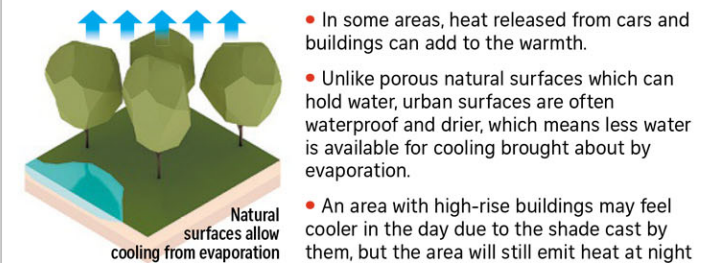 • In some areas, heat released from cars and
buildings can add to the warmth.
• Unlike porous natural surfaces which can
hold water, urban surfaces are often
waterproof and drier, which means less water
is available for cooling brought about by
evaporation.
• An area with high-rise buildings may feel
cooler in the day due to the shade cast by
them, but the area will still emit heat at night
Natural
surfaces allow
cooling from evaporation